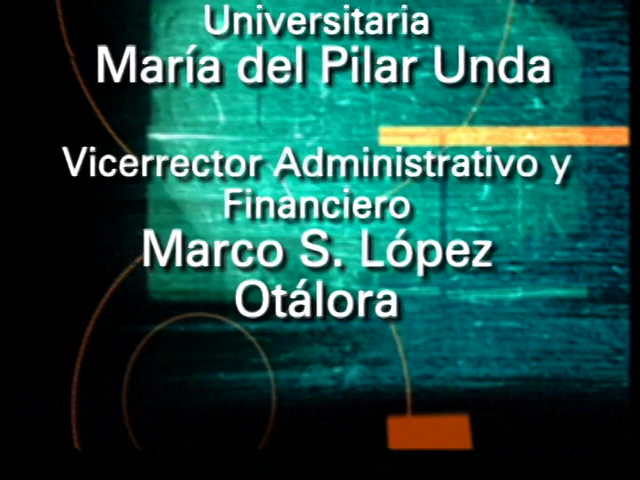 Universitaria
María del Pilar Unda
Vicerrector Administrativo y
Financiero
Marco S. López
Otálora